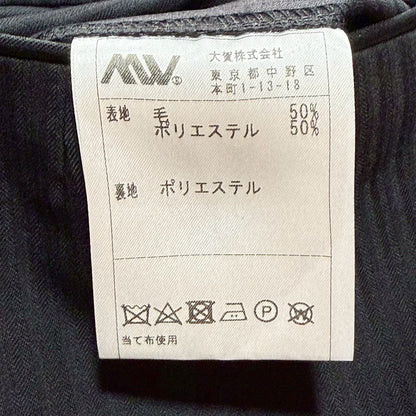 MW®
大賀株式会社
東京都中野区
本町1-13-18
表地 毛 50%
ポリエステル 50%
裏地 ポリエステル
P W
当て布使用